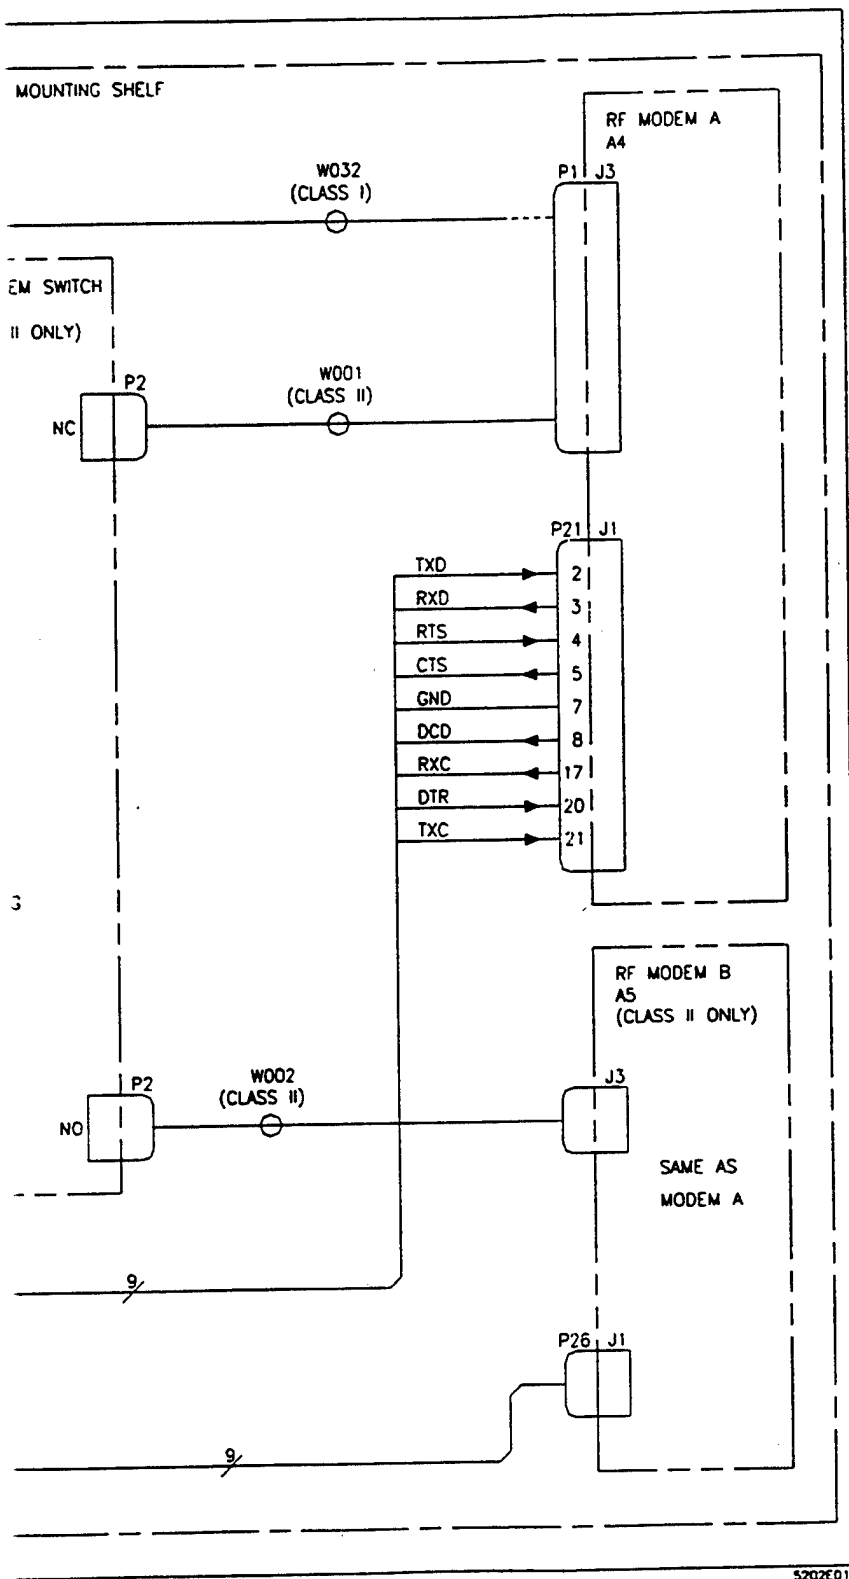 MOUNTING SHELF
RF MODEM A
A4
W032
(CLASS I)
P1 J3
EM SWITCH
II ONLY)
P2
W001
(CLASS II)
NC
P21 J1
TXD 2
RXD 3
RTS 4
CTS 5
GND 7
DCD 8
RXC 17
DTR 20
TXC 21
RF MODEM B
A5
(CLASS II ONLY)
P2
W002
(CLASS II)
J3
NO
SAME AS
MODEM A
9
P26 J1
9
5202E01